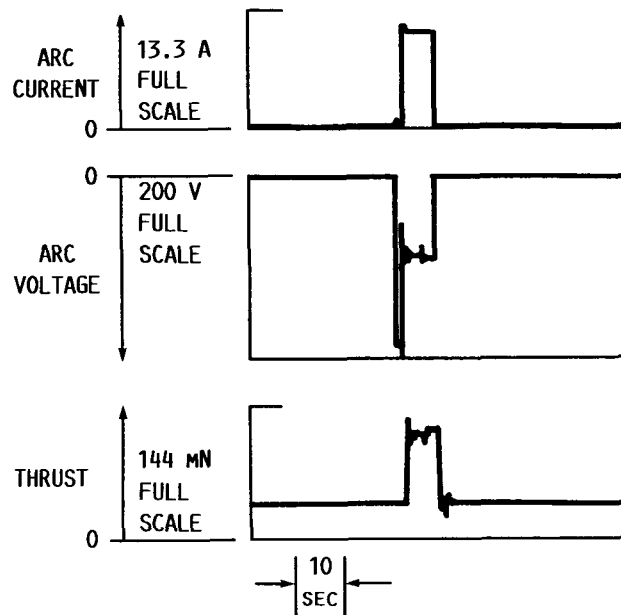 ARC
CURRENT
0
13.3 A
FULL
SCALE
0
200 V
FULL
SCALE
ARC
VOLTAGE
THRUST
0
144 MN
FULL
SCALE
10
SEC